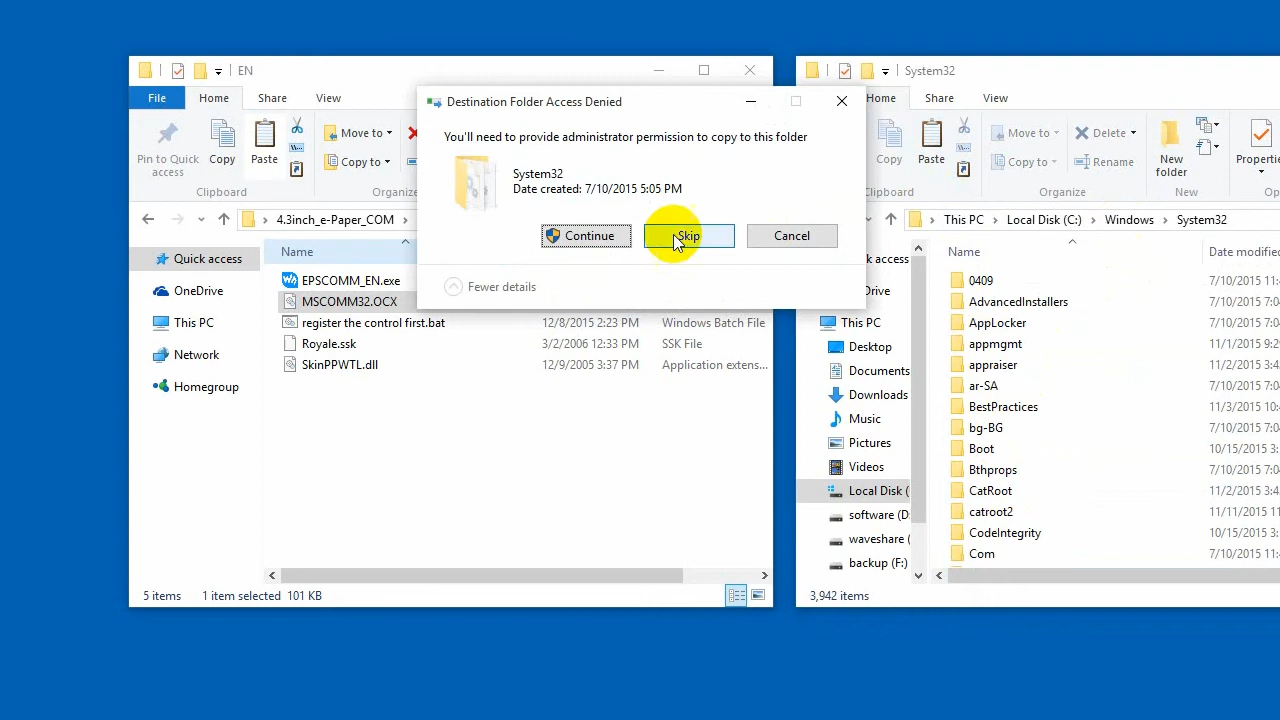 EN
File
Home
Share
View
Pin to Quick
access
Copy
Paste
Move to
Copy to
Clipboard
Organize
4.3inch_e-Paper_COM
Quick access
OneDrive
This PC
Network
Homegroup
Name
EPSCOMM_EN.exe
MSCOMM32.OCX
register the control first.bat 12/8/2015 2:23 PM Windows Batch File
Royale.ssk 3/2/2006 12:33 PM SSK File
SkinPPWTL.dll 12/9/2005 3:37 PM Application extens...
5 items 1 item selected 101 KB
Destination Folder Access Denied
You'll need to provide administrator permission to copy to this folder
System32
Date created: 7/10/2015 5:05 PM
Continue
Skip
Cancel
Fewer details
System32
Home
Share
View
Copy
Paste
Move to
Copy to
Delete
Rename
New
folder
Clipboard
Organize
New
This PC
Local Disk (C:)
Windows
System32
This PC
Desktop
Documents
Downloads
Music
Pictures
Videos
Local Disk (
software (D:
waveshare (
backup (F:)
Name
0409
AdvancedInstallers
AppLocker
appmgmt
appraiser
ar-SA
BestPractices
bg-BG
Boot
Bthprops
CatRoot
catroot2
CodeIntegrity
Com
3,942 items